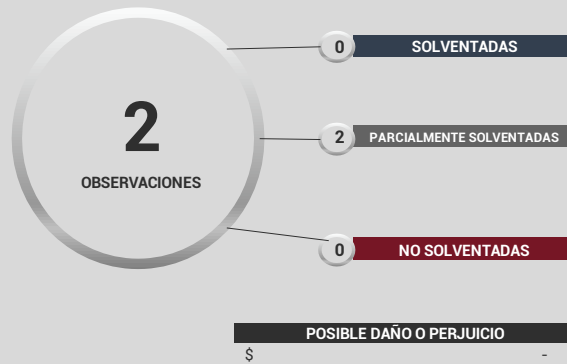 2
OBSERVACIONES
0 SOLVENTADAS
2 PARCIALMENTE SOLVENTADAS
0 NO SOLVENTADAS
POSIBLE DAÑO O PERJUICIO
$ -